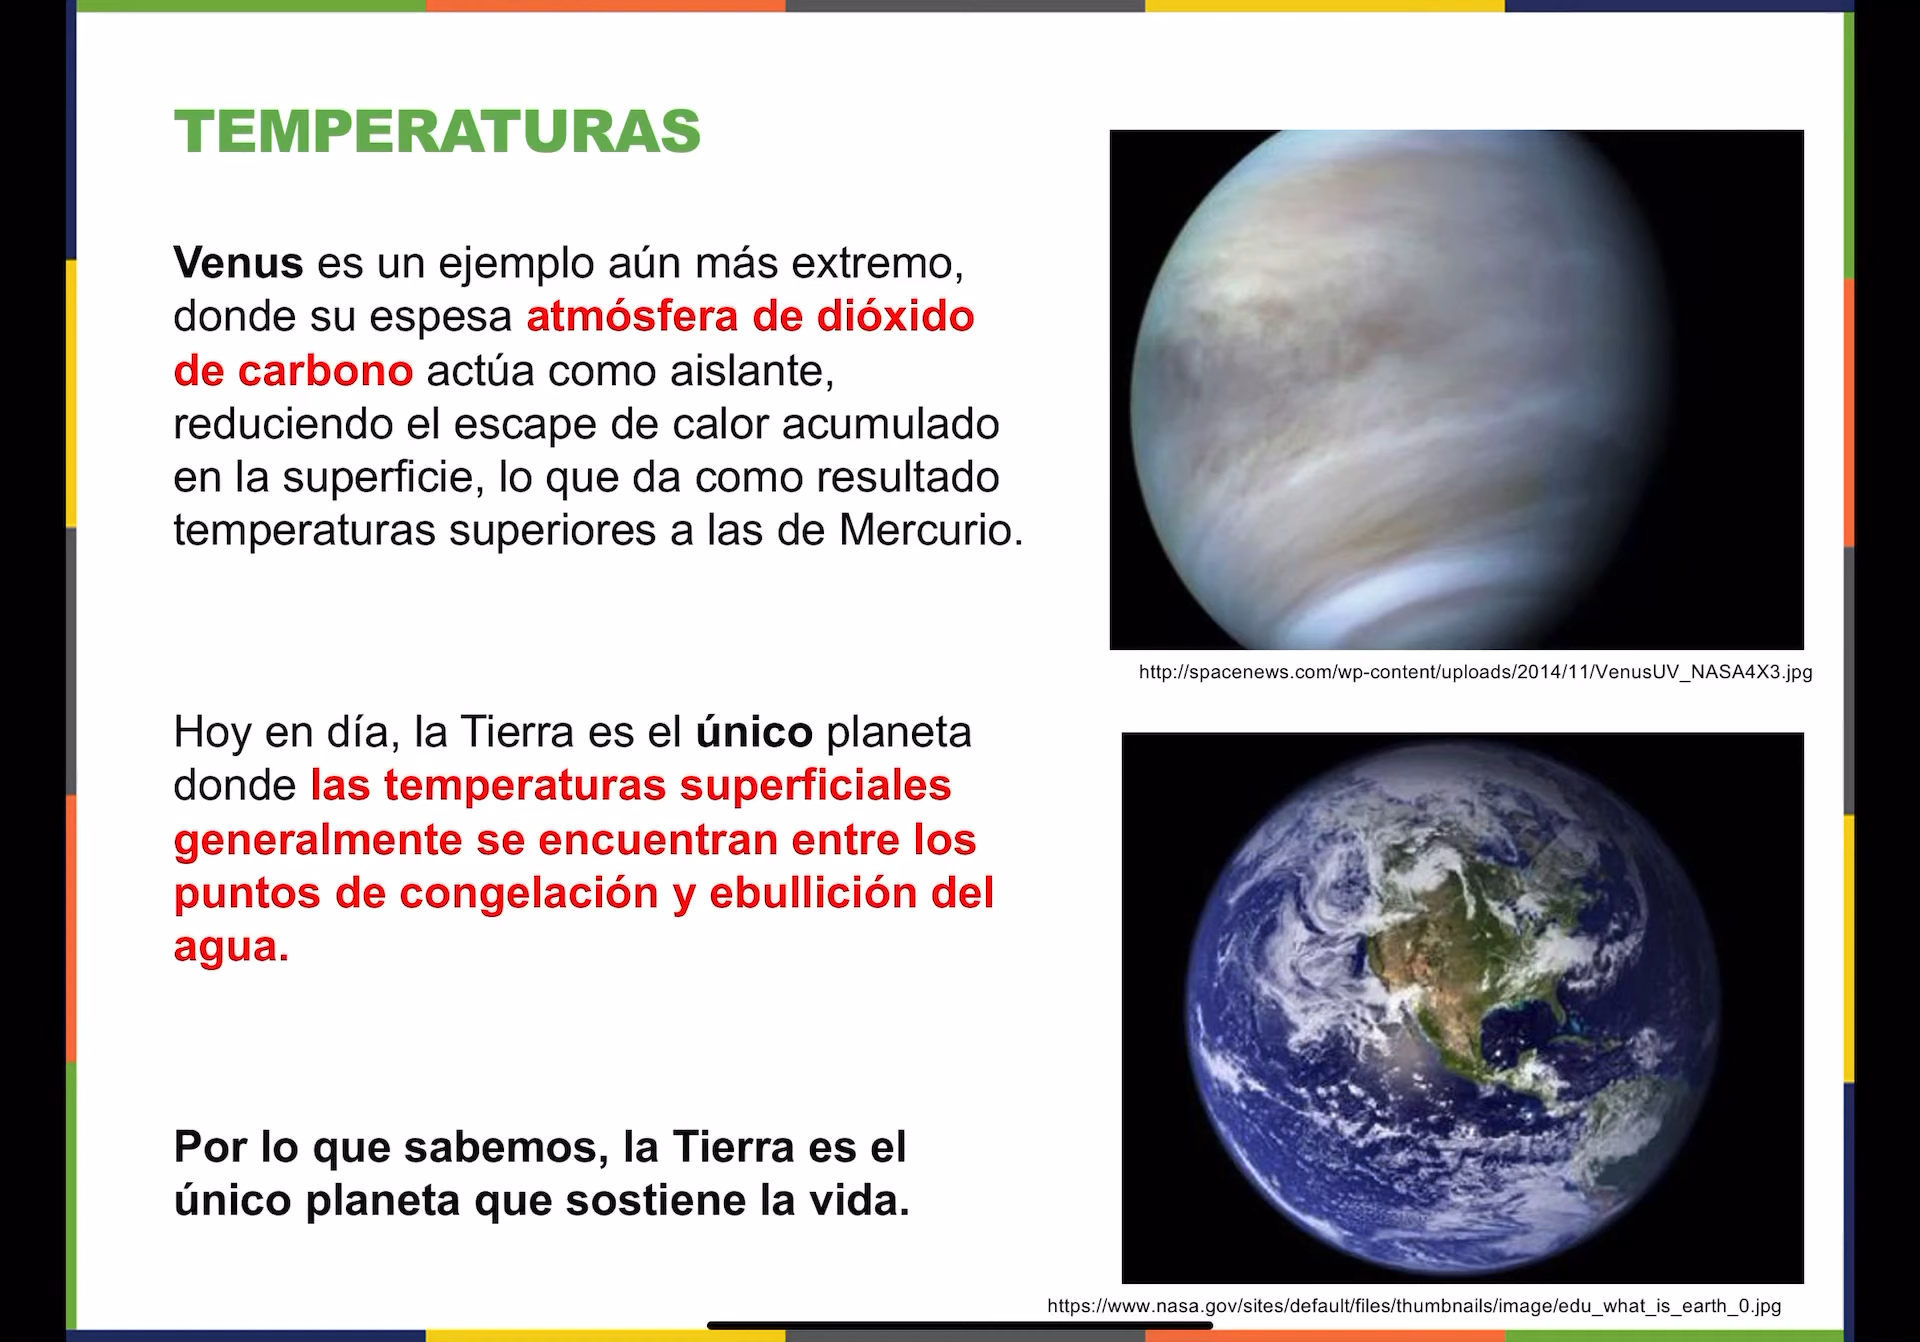 TEMPERATURAS
Venus es un ejemplo aún más extremo,
donde su espesa atmósfera de dióxido
de carbono actúa como aislante,
reduciendo el escape de calor acumulado
en la superficie, lo que da como resultado
temperaturas superiores a las de Mercurio.
http://spacenews.com/wp-content/uploads/2014/11/VenusUV_NASA4X3.jpg
Hoy en día, la Tierra es el único planeta
donde las temperaturas superficiales
generalmente se encuentran entre los
puntos de congelación y ebullición del
agua.
Por lo que sabemos, la Tierra es el
único planeta que sostiene la vida.
https://www.nasa.gov/sites/default/files/thumbnails/image/edu_what_is_earth_0.jpg